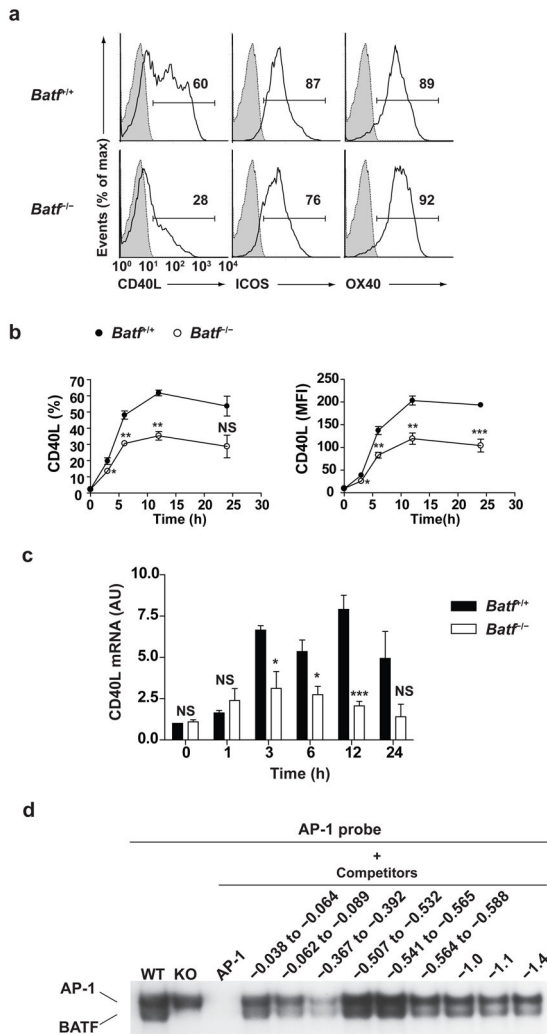 a
Batf+/+
60
87
89
Batf–/–
28
76
92
Events (% of max)
10⁰ 10¹ 10² 10³ 10⁴
CD40L
ICOS
OX40
b
Batf+/+
Batf–/–
CD40L (%)
70
60
50
40
30
20
10
0
**
**
*
NS
0 5 10 15 20 25 30
Time (h)
CD40L (MFI)
250
200
150
100
50
0
**
**
***
*
0 5 10 15 20 25 30
Time(h)
c
CD40L mRNA (AU)
10.0
7.5
5.0
2.5
0.0
NS
NS
*
*
***
NS
0 1 3 6 12 24
Time (h)
Batf+/+
Batf–/–
d
AP-1 probe
+
Competitors
WT
KO
AP-1
–0.038 to –0.064
–0.062 to –0.089
–0.367 to –0.392
–0.507 to –0.532
–0.541 to –0.565
–0.564 to –0.588
–1.0
–1.1
–1.4
AP-1
BATF